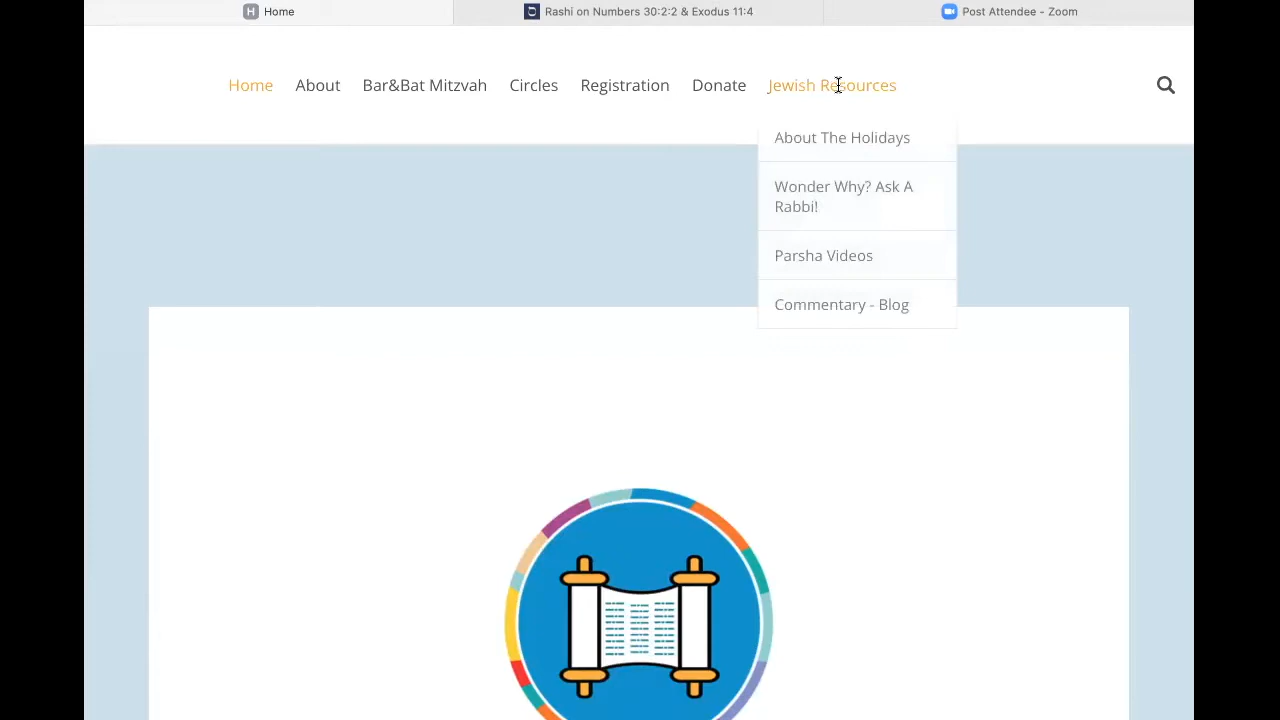 H Home
Rashi on Numbers 30:2:2 & Exodus 11:4
Post Attendee - Zoom
Home About Bar&Bat Mitzvah Circles Registration Donate Jewish Resources
About The Holidays
Wonder Why? Ask A
Rabbi!
Parsha Videos
Commentary - Blog